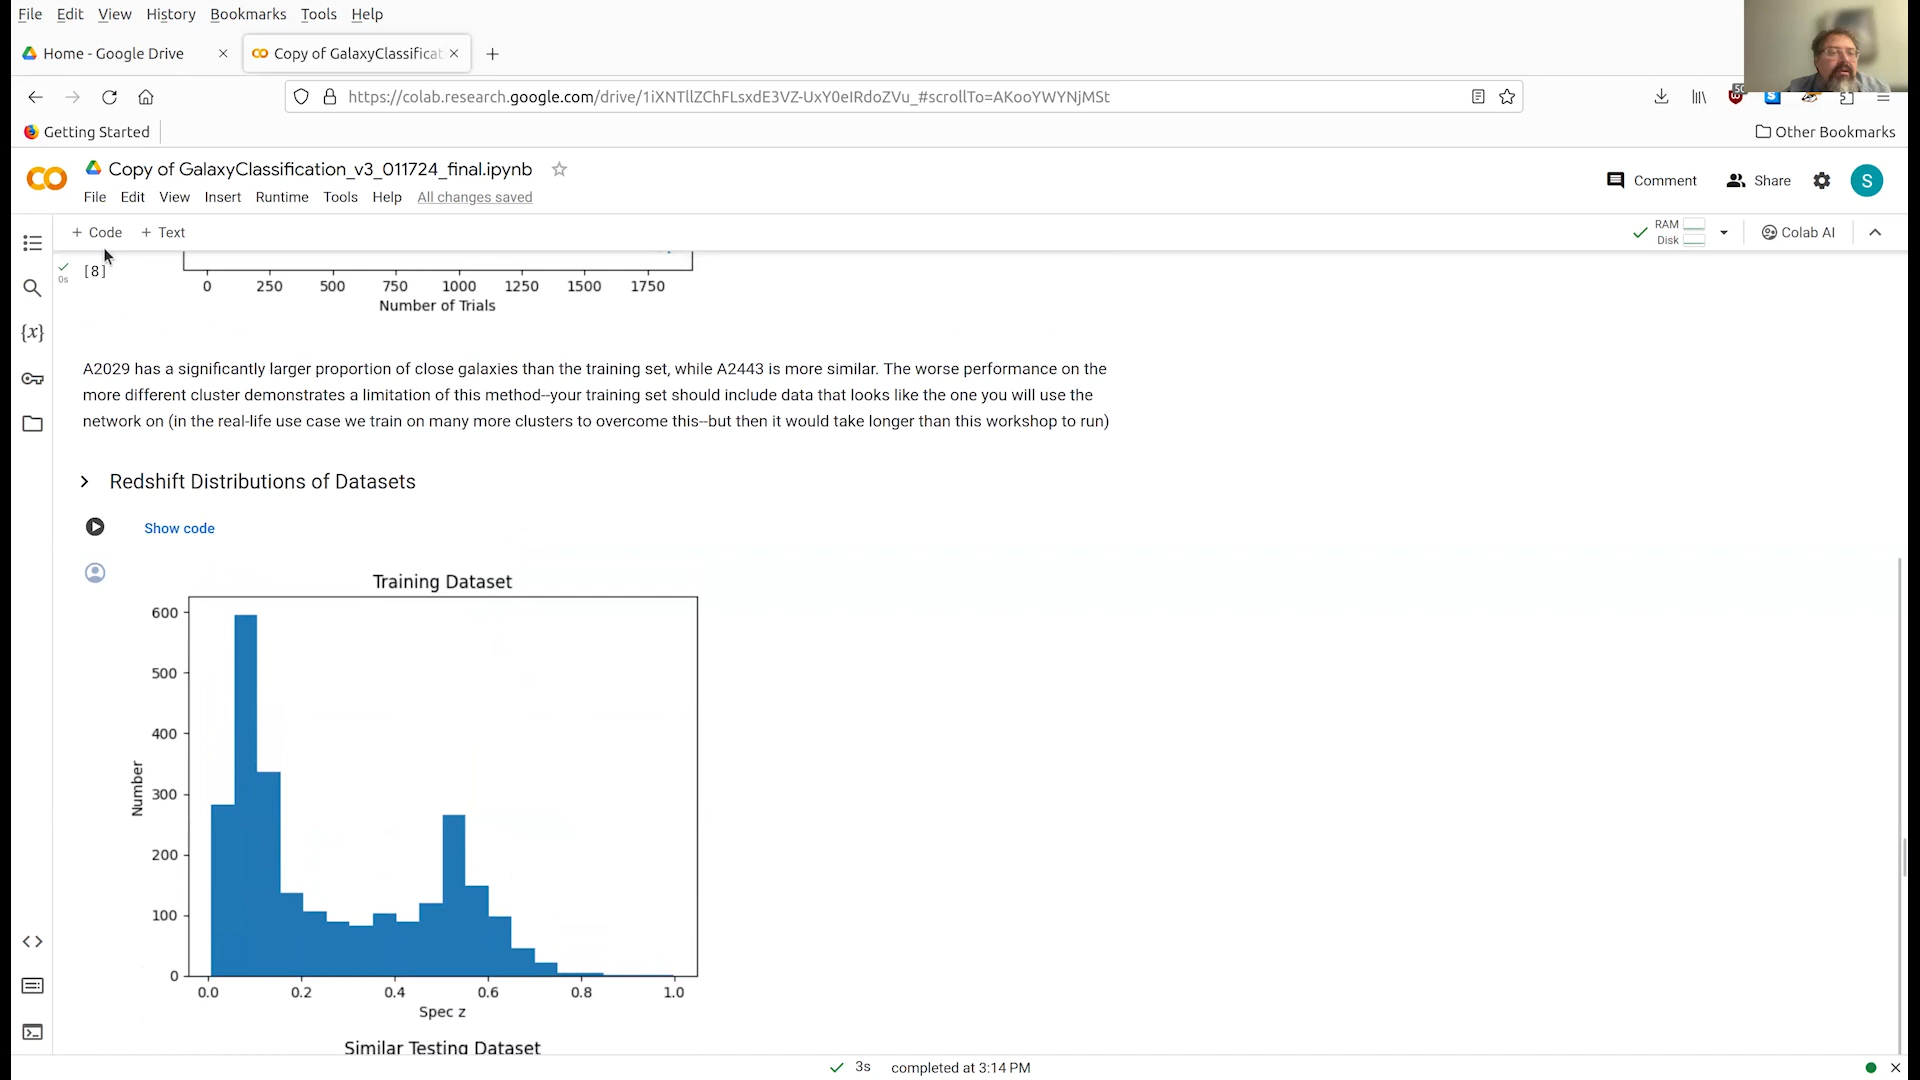 File Edit View History Bookmarks Tools Help
Home - Google Drive
Copy of GalaxyClassificat
https://colab.research.google.com/drive/1iXNTllZChFLsxdE3VZ-UxY0eIRdoZVu_#scrollTo=AKooYWYNjMSt
Getting Started
Other Bookmarks
Copy of GalaxyClassification_v3_011724_final.ipynb
Comment Share S
File Edit View Insert Runtime Tools Help All changes saved
+ Code + Text
RAM
Disk
Colab AI
[8]
0s
0 250 500 750 1000 1250 1500 1750
Number of Trials
A2029 has a significantly larger proportion of close galaxies than the training set, while A2443 is more similar. The worse performance on the
more different cluster demonstrates a limitation of this method--your training set should include data that looks like the one you will use the
network on (in the real-life use case we train on many more clusters to overcome this--but then it would take longer than this workshop to run)
Redshift Distributions of Datasets
Show code
Training Dataset
600
500
400
300
200
100
0
Number
0.0 0.2 0.4 0.6 0.8 1.0
Spec z
Similar Testing Dataset
3s completed at 3:14 PM